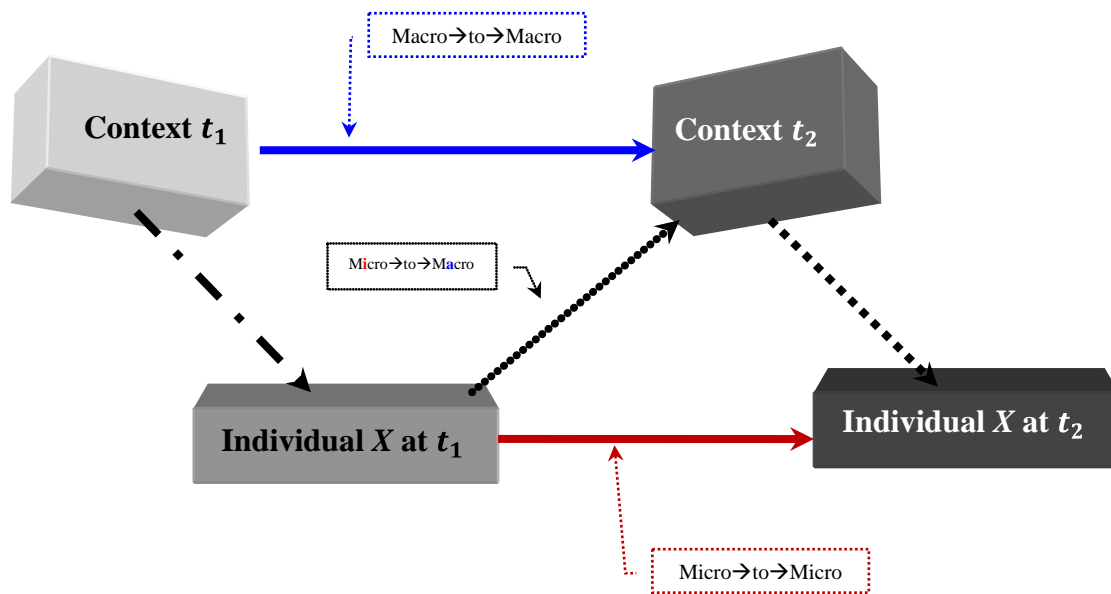 Macro→to→Macro
Context t₁
Context t₂
Micro→to→Macro
Individual X at t₁
Individual X at t₂
Micro→to→Micro